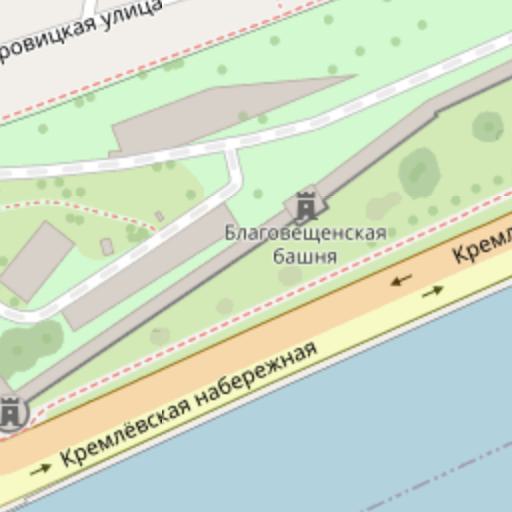 ровицкая улица
Благовещенская
башня
Кремл
Кремлёвская набережная